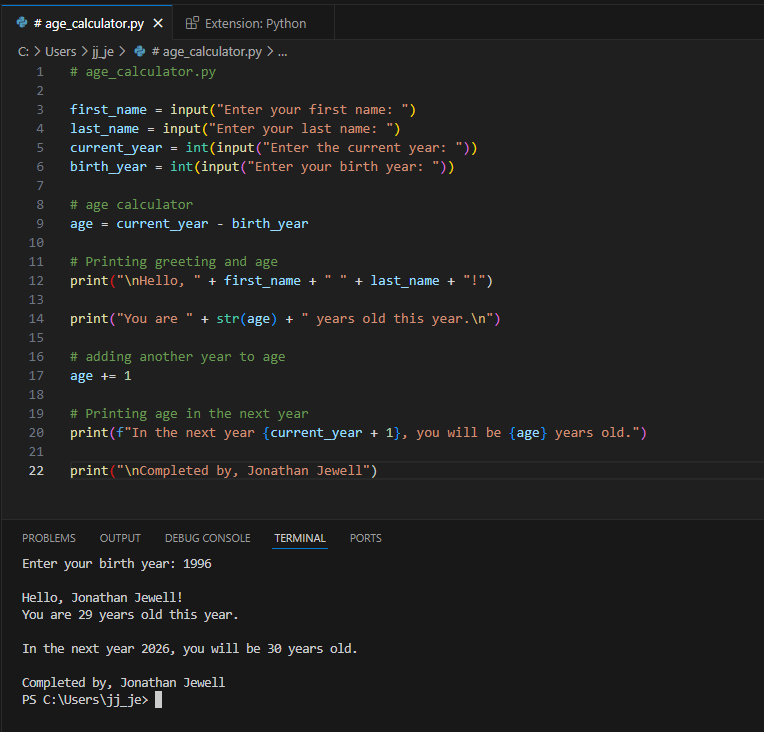 # age_calculator.py × Extension: Python
C: > Users > jj_je > # age_calculator.py > ...
1 # age_calculator.py
2
3 first_name = input("Enter your first name: ")
4 last_name = input("Enter your last name: ")
5 current_year = int(input("Enter the current year: "))
6 birth_year = int(input("Enter your birth year: "))
7
8 # age calculator
9 age = current_year - birth_year
10
11 # Printing greeting and age
12 print("\nHello, " + first_name + " " + last_name + "!")
13
14 print("You are " + str(age) + " years old this year.\n")
15
16 # adding another year to age
17 age += 1
18
19 # Printing age in the next year
20 print(f"In the next year {current_year + 1}, you will be {age} years old.")
21
22 print("\nCompleted by, Jonathan Jewell")
PROBLEMS OUTPUT DEBUG CONSOLE TERMINAL PORTS
Enter your birth year: 1996
Hello, Jonathan Jewell!
You are 29 years old this year.
In the next year 2026, you will be 30 years old.
Completed by, Jonathan Jewell
PS C:\Users\jj_je>